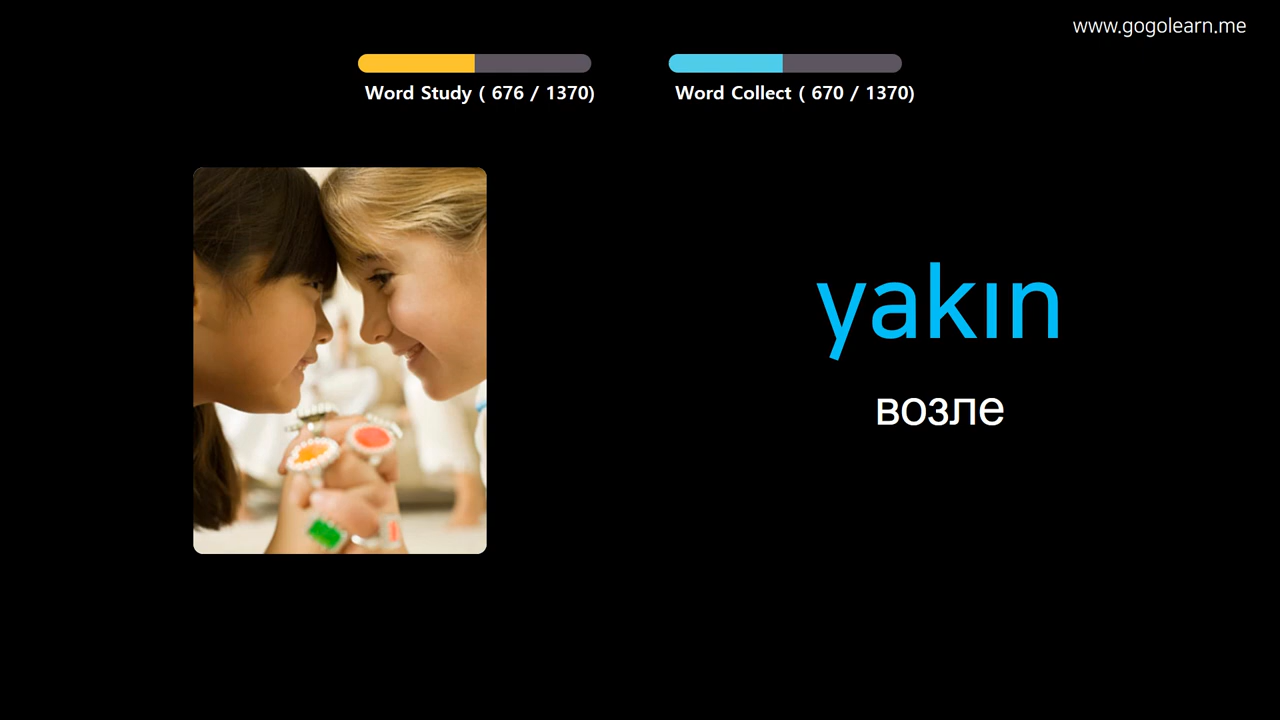 www.gogolearn.me
Word Study ( 676 / 1370)
Word Collect ( 670 / 1370)
yakın
возле